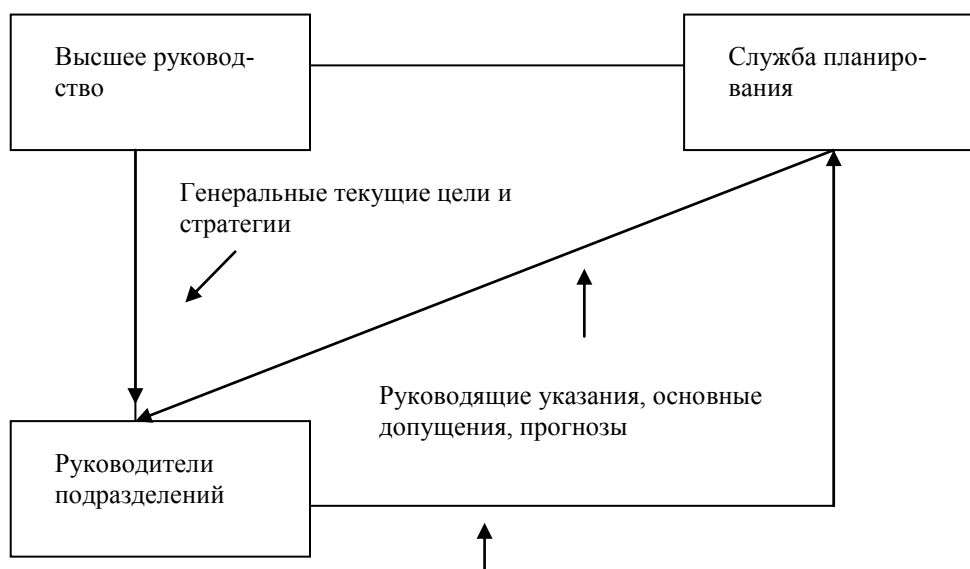 Высшее руковод-
ство
Служба планиро-
вания
Генеральные текущие цели и
стратегии
Руководящие указания, основные
допущения, прогнозы
Руководители
подразделений